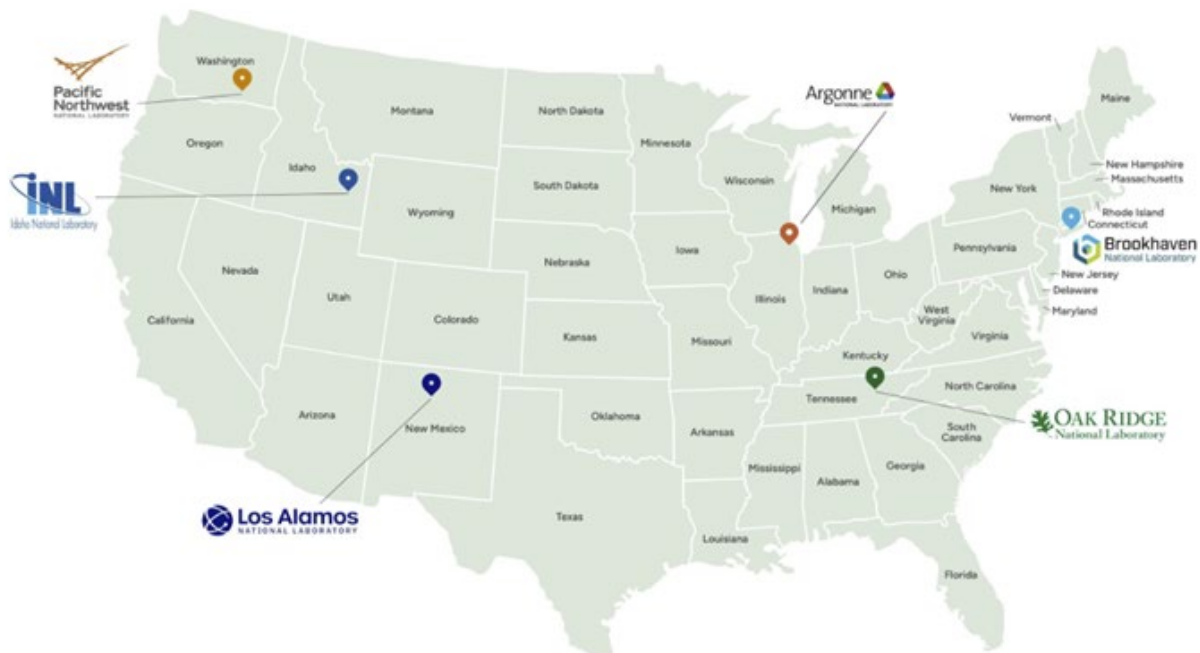 Washington
Pacific
Northwest
NATIONAL LABORATORY
Oregon
Idaho
INL
Idaho National Laboratory
Montana
North Dakota
Minnesota
South Dakota
Wyoming
Wisconsin
Michigan
Argonne
NATIONAL LABORATORY
Maine
Vermont
New Hampshire
Massachusetts
New York
Rhode Island
Connecticut
Brookhaven
National Laboratory
Pennsylvania
New Jersey
Delaware
Maryland
Nevada
Utah
California
Colorado
Nebraska
Iowa
Illinois
Indiana
Ohio
West
Virginia
Virginia
Kansas
Missouri
Kentucky
Tennessee
North Carolina
OAK RIDGE
National Laboratory
South
Carolina
Arizona
New Mexico
Oklahoma
Arkansas
Mississippi
Alabama
Georgia
Los Alamos
NATIONAL LABORATORY
Texas
Louisiana
Florida